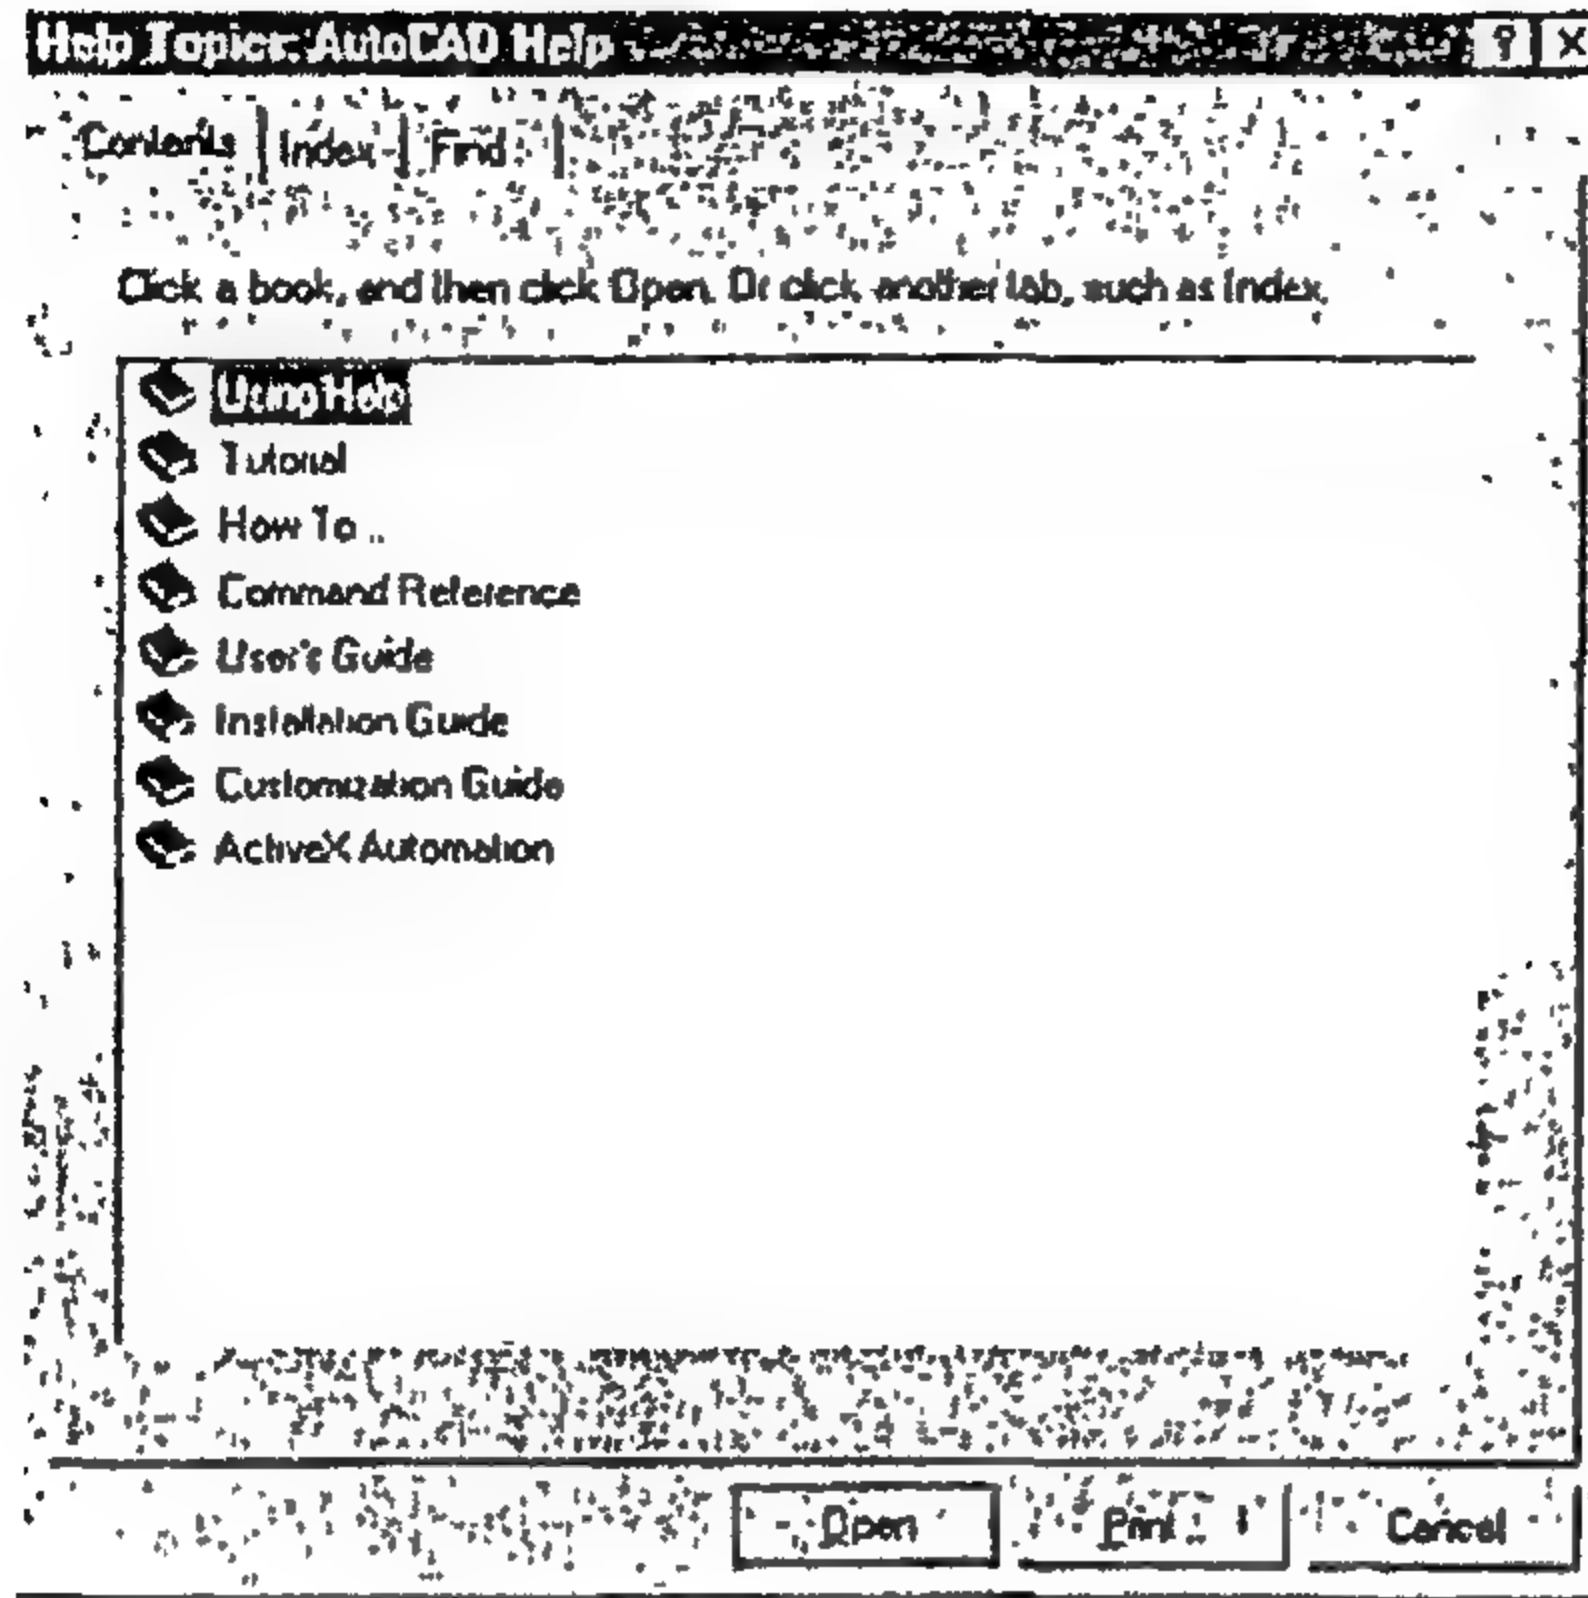 Help Topics: AutoCAD Help ? X
Contents Index Find
Click a book, and then click Open. Or click another tab, such as Index.
Using Help
Tutorial
How To ..
Command Reference
User's Guide
Installation Guide
Customization Guide
ActiveX Automation
Open Print Cancel